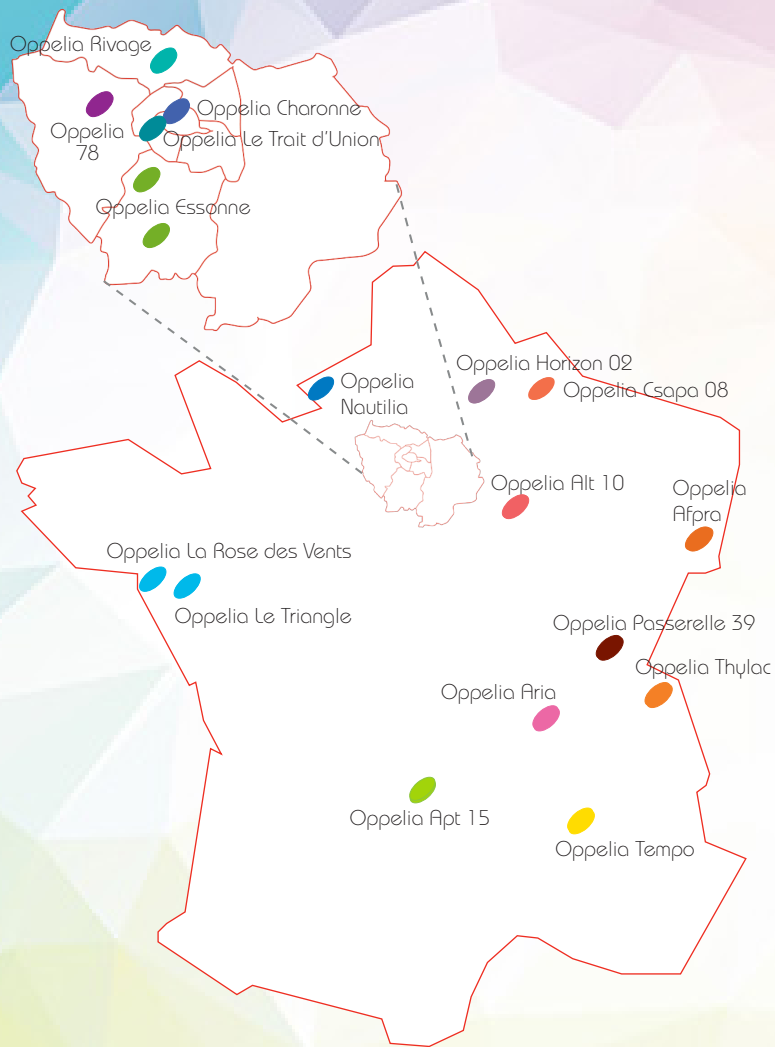 Oppelia Rivage
Oppelia Charonne
Oppelia
78
Oppelia Le Trait d'Union
Oppelia Essonne
Oppelia Horizon 02
Oppelia
Nautilia
Oppelia Csapa 08
Oppelia Alt 10
Oppelia
Afpra
Oppelia La Rose des Vents
Oppelia Le Triangle
Oppelia Passerelle 39
Oppelia Thylac
Oppelia Aria
Oppelia Apt 15
Oppelia Tempo